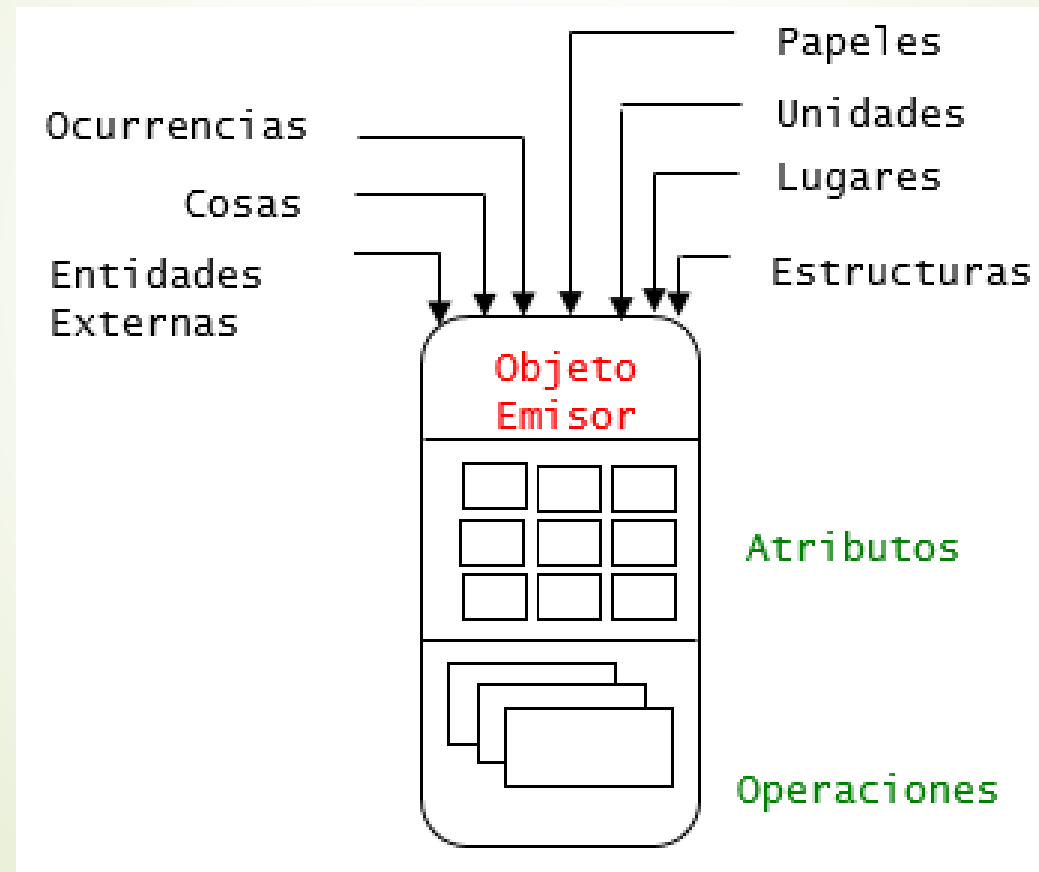 Papeles
Ocurrencias
Unidades
Cosas
Lugares
Entidades
Externas
Estructuras
Objeto
Emisor
Atributos
Operaciones